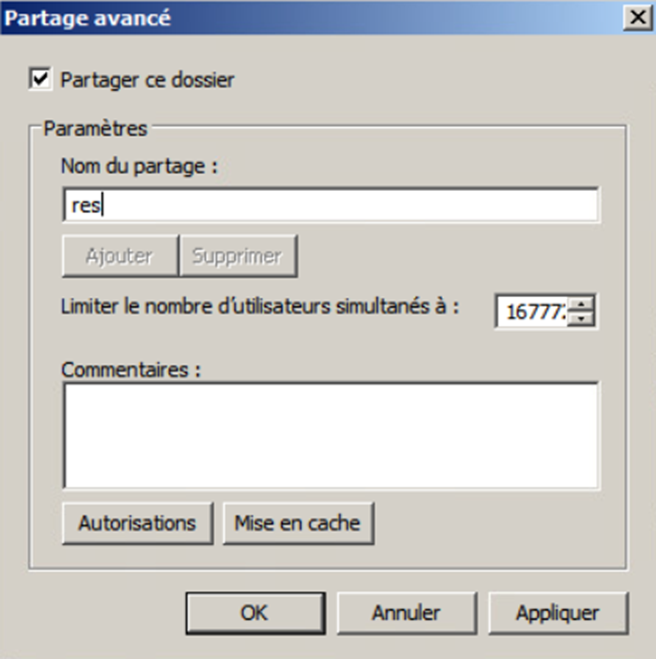 Partage avancé
Partager ce dossier
Paramètres
Nom du partage :
res
Ajouter Supprimer
Limiter le nombre d'utilisateurs simultanés à : 16777
Commentaires :
Autorisations Mise en cache
OK Annuler Appliquer